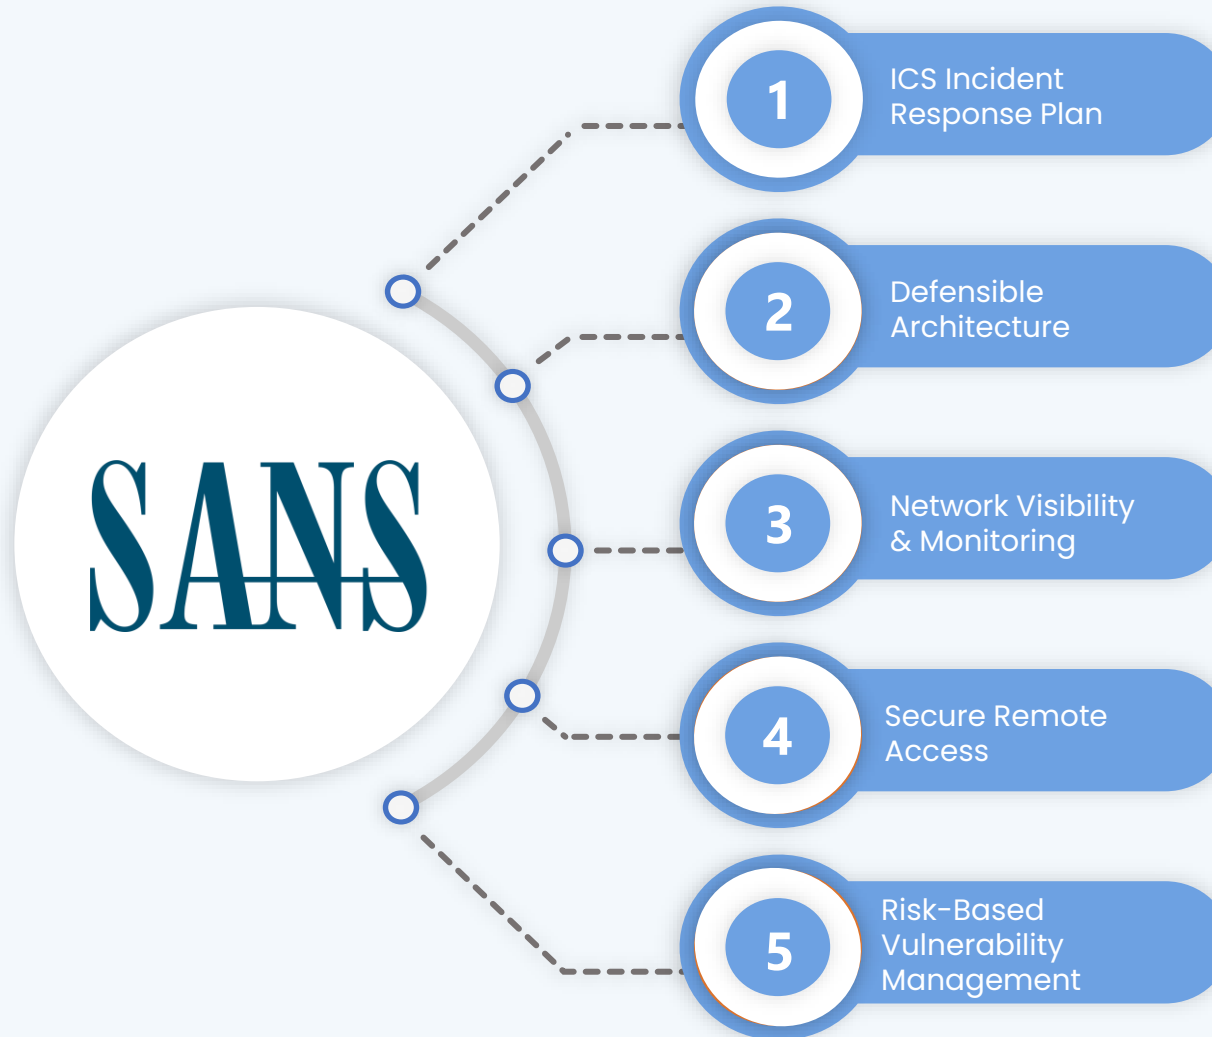 SANS
1
ICS Incident
Response Plan
2
Defensible
Architecture
3
Network Visibility
& Monitoring
4
Secure Remote
Access
5
Risk-Based
Vulnerability
Management